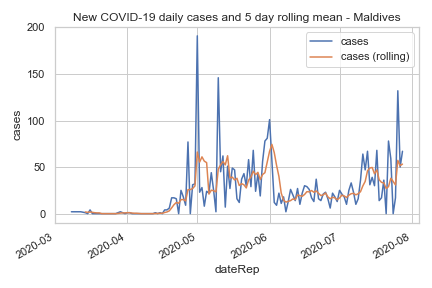 New COVID-19 daily cases and 5 day rolling mean - Maldives
cases
cases (rolling)
200
150
100
50
0
cases
2020-03
2020-04
2020-05
2020-06
2020-07
2020-08
dateRep